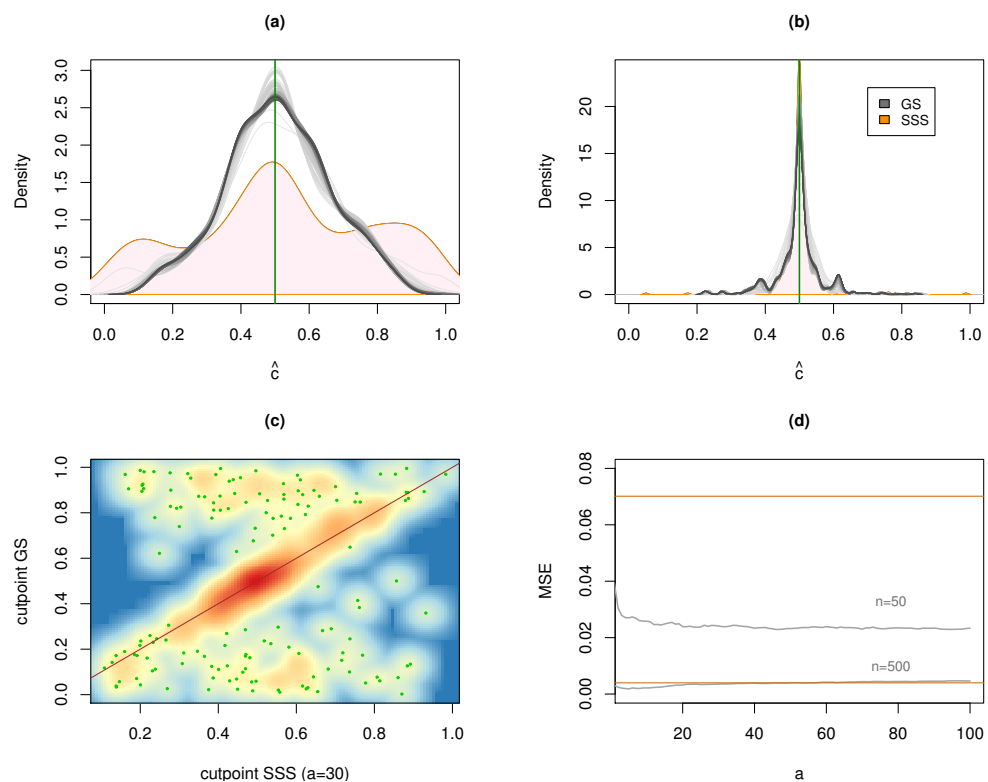 (a)
3.0
2.5
2.0
1.5
1.0
0.5
0.0
Density
0.0 0.2 0.4 0.6 0.8 1.0
ĉ
(b)
20
15
10
5
0
Density
GS
SSS
0.0 0.2 0.4 0.6 0.8 1.0
ĉ
(c)
1.0
0.8
0.6
0.4
0.2
0.0
cutpoint GS
0.2 0.4 0.6 0.8 1.0
cutpoint SSS (a=30)
(d)
0.08
0.06
0.04
0.02
0.00
MSE
n=50
n=500
20 40 60 80 100
a